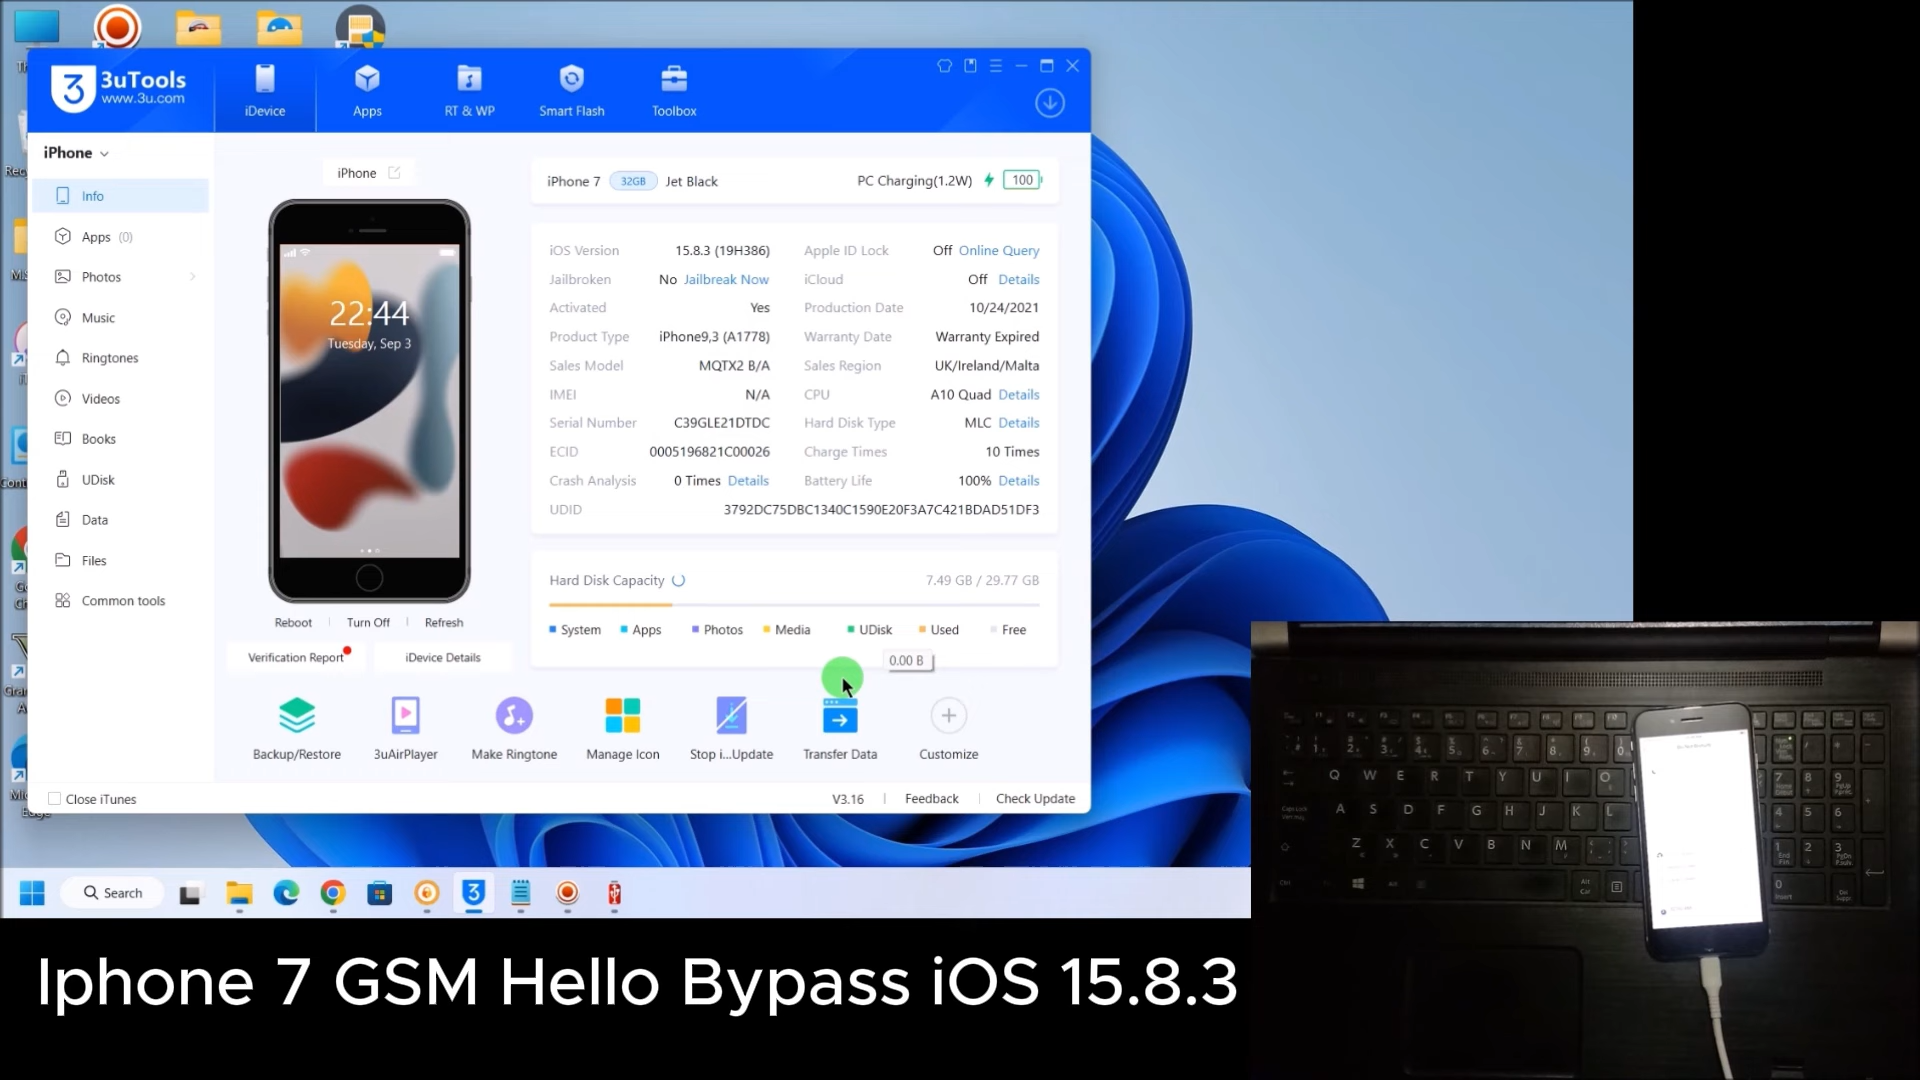 3uTools
www.3u.com
iDevice
Apps
RT & WP
Smart Flash
Toolbox
iPhone
Info
Apps (0)
Photos
Music
Ringtones
Videos
Books
UDisk
Data
Files
Common tools
iPhone
22:44
Tuesday, Sep 3
Reboot
Turn Off
Refresh
Verification Report
iDevice Details
iPhone 7 32GB Jet Black PC Charging(1.2W) 100
iOS Version 15.8.3 (19H386) Apple ID Lock Off Online Query
Jailbroken No Jailbreak Now iCloud Off Details
Activated Yes Production Date 10/24/2021
Product Type iPhone9,3 (A1778) Warranty Date Warranty Expired
Sales Model MQTX2 B/A Sales Region UK/Ireland/Malta
IMEI N/A CPU A10 Quad Details
Serial Number C39GLE21DTDC Hard Disk Type MLC Details
ECID 0005196821C00026 Charge Times 10 Times
Crash Analysis 0 Times Details Battery Life 100% Details
UDID 3792DC75DBC1340C1590E20F3A7C421BDAD51DF3
Hard Disk Capacity 7.49 GB / 29.77 GB
System Apps Photos Media UDisk Used Free
0.00 B
Backup/Restore
3uAirPlayer
Make Ringtone
Manage Icon
Stop i...Update
Transfer Data
Customize
Close iTunes
V3.16
Feedback
Check Update
Search
Q W E R T Y U I O
A S D F G H J K L
Z X C V B N M
Iphone 7 GSM Hello Bypass iOS 15.8.3